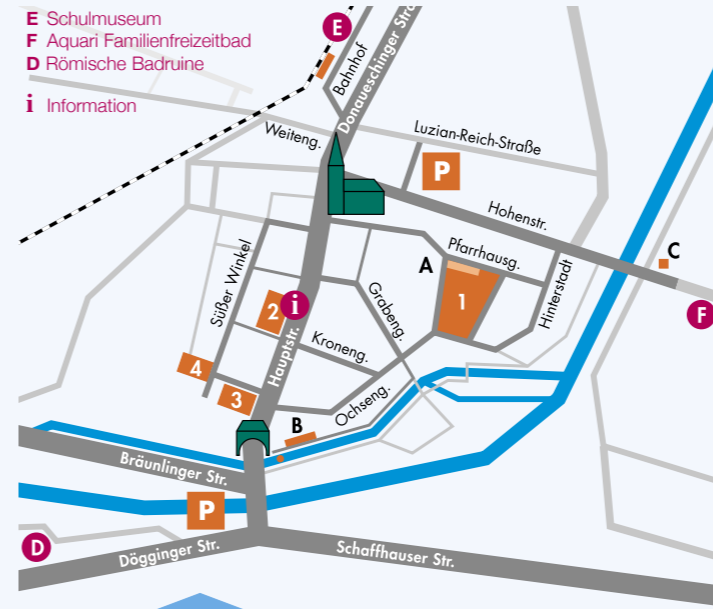 E Schulmuseum
F Aquari Familienfreizeitbad
D Römische Badruine
i Information
E
Bahnhof
Donaueschinger Stra
Weiteng.
Luzian-Reich-Straße
P
Hohenstr.
C
Pfarrhausg.
A
Hinterstadt
Süßer Winkel
1
i
2
Grabeng.
F
Hauptstr.
Kroneng.
4
3
Ochseng.
B
Bräunlinger Str.
P
D
Dögginger Str.
Schaffhauser Str.